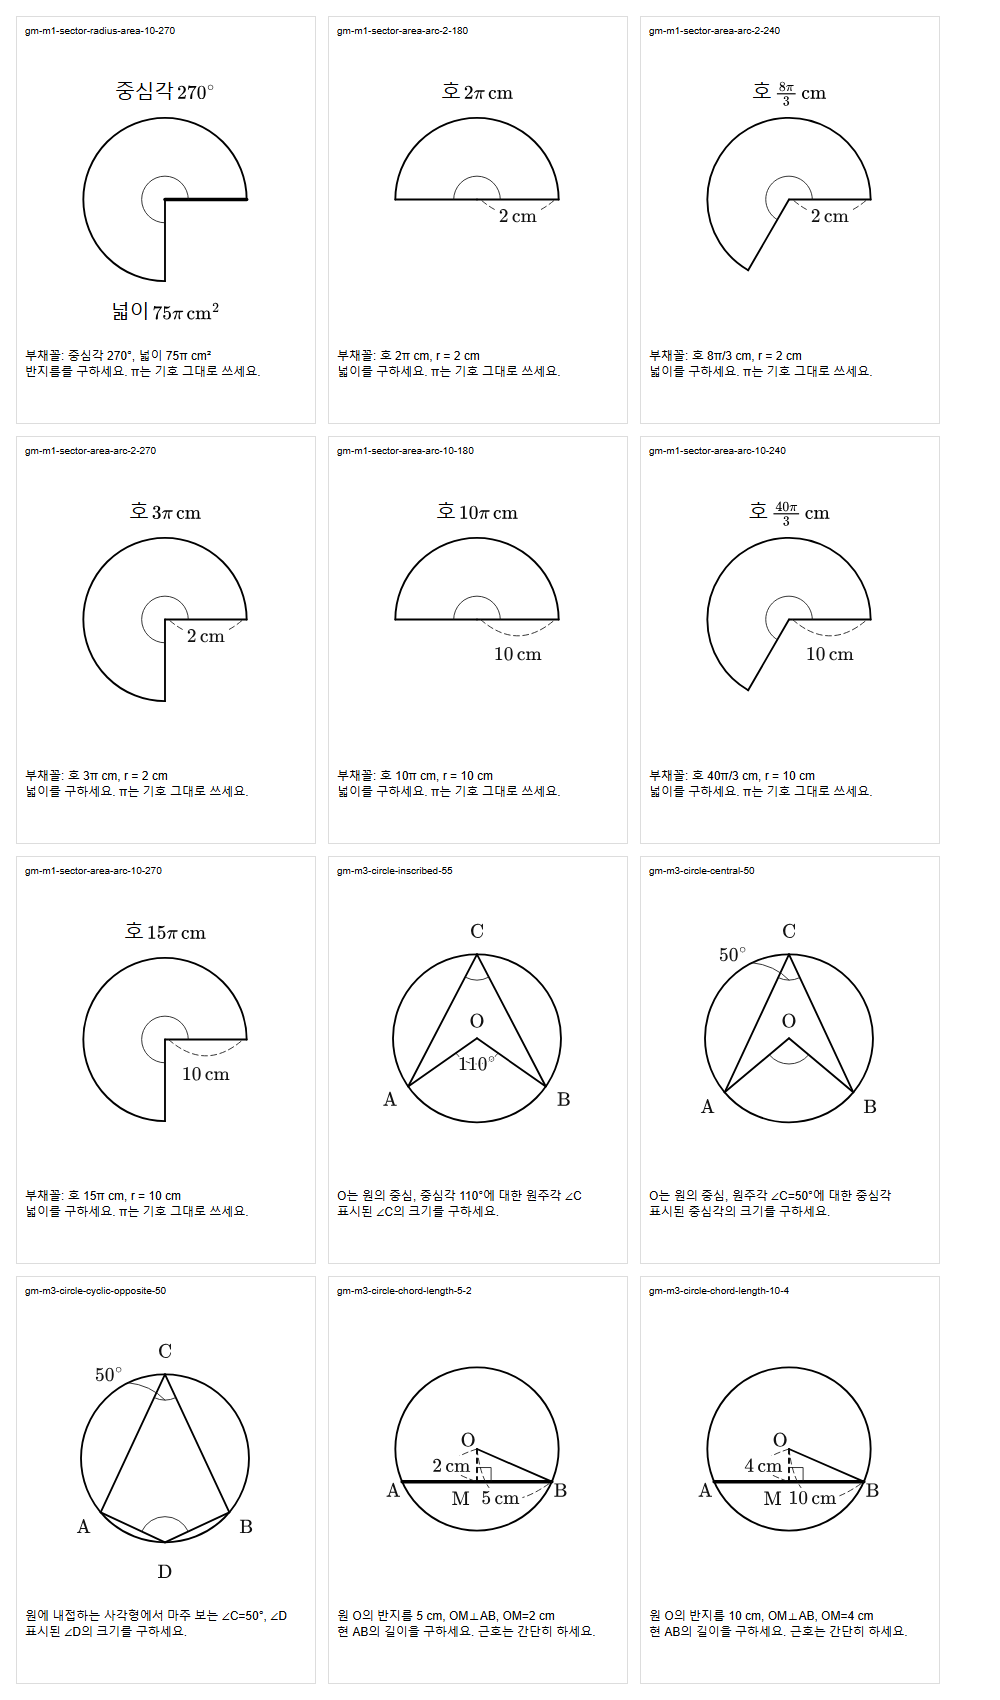 gm-m1-sector-radius-area-10-270
중심각 270°
넓이 75π cm²
부채꼴: 중심각 270°, 넓이 75π cm²
반지름를 구하세요. π는 기호 그대로 쓰세요.
gm-m1-sector-area-arc-2-180
호 2π cm
2 cm
부채꼴: 호 2π cm, r = 2 cm
넓이를 구하세요. π는 기호 그대로 쓰세요.
gm-m1-sector-area-arc-2-240
호 8π/3 cm
2 cm
부채꼴: 호 8π/3 cm, r = 2 cm
넓이를 구하세요. π는 기호 그대로 쓰세요.
gm-m1-sector-area-arc-2-270
호 3π cm
2 cm
부채꼴: 호 3π cm, r = 2 cm
넓이를 구하세요. π는 기호 그대로 쓰세요.
gm-m1-sector-area-arc-10-180
호 10π cm
10 cm
부채꼴: 호 10π cm, r = 10 cm
넓이를 구하세요. π는 기호 그대로 쓰세요.
gm-m1-sector-area-arc-10-240
호 40π/3 cm
10 cm
부채꼴: 호 40π/3 cm, r = 10 cm
넓이를 구하세요. π는 기호 그대로 쓰세요.
gm-m1-sector-area-arc-10-270
호 15π cm
10 cm
부채꼴: 호 15π cm, r = 10 cm
넓이를 구하세요. π는 기호 그대로 쓰세요.
gm-m3-circle-inscribed-55
C
O
110°
A
B
O는 원의 중심, 중심각 110°에 대한 원주각 ∠C
표시된 ∠C의 크기를 구하세요.
gm-m3-circle-central-50
C
50°
O
A
B
O는 원의 중심, 원주각 ∠C=50°에 대한 중심각
표시된 중심각의 크기를 구하세요.
gm-m3-circle-cyclic-opposite-50
C
50°
A
B
D
원에 내접하는 사각형에서 마주 보는 ∠C=50°, ∠D
표시된 ∠D의 크기를 구하세요.
gm-m3-circle-chord-length-5-2
O
2 cm
A
B
M 5 cm
원 O의 반지름 5 cm, OM⊥AB, OM=2 cm
현 AB의 길이을 구하세요. 근호는 간단히 하세요.
gm-m3-circle-chord-length-10-4
O
4 cm
A
B
M 10 cm
원 O의 반지름 10 cm, OM⊥AB, OM=4 cm
현 AB의 길이을 구하세요. 근호는 간단히 하세요.